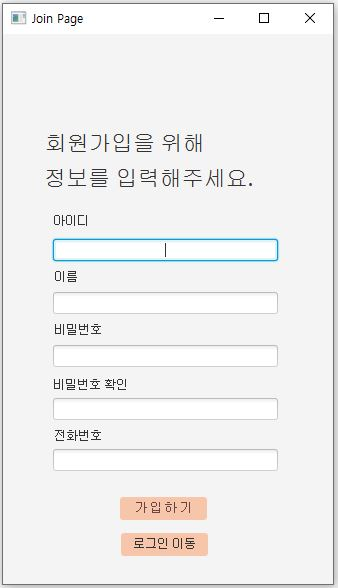 Join Page
회원가입을 위해
정보를 입력해주세요.
아이디
이름
비밀번호
비밀번호 확인
전화번호
가입하기
로그인 이동